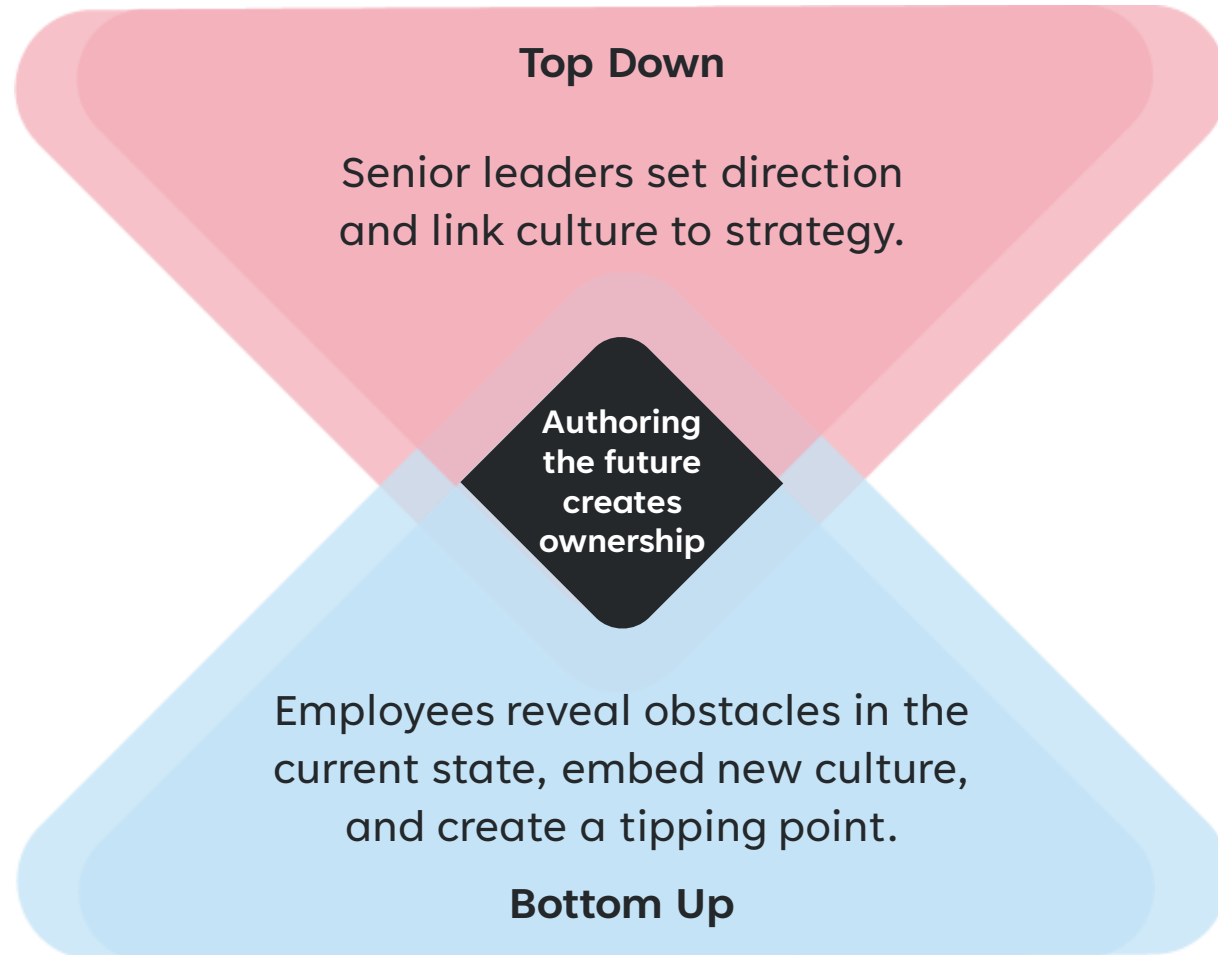 Top Down
Senior leaders set direction
and link culture to strategy.
Authoring
the future
creates
ownership
Employees reveal obstacles in the
current state, embed new culture,
and create a tipping point.
Bottom Up